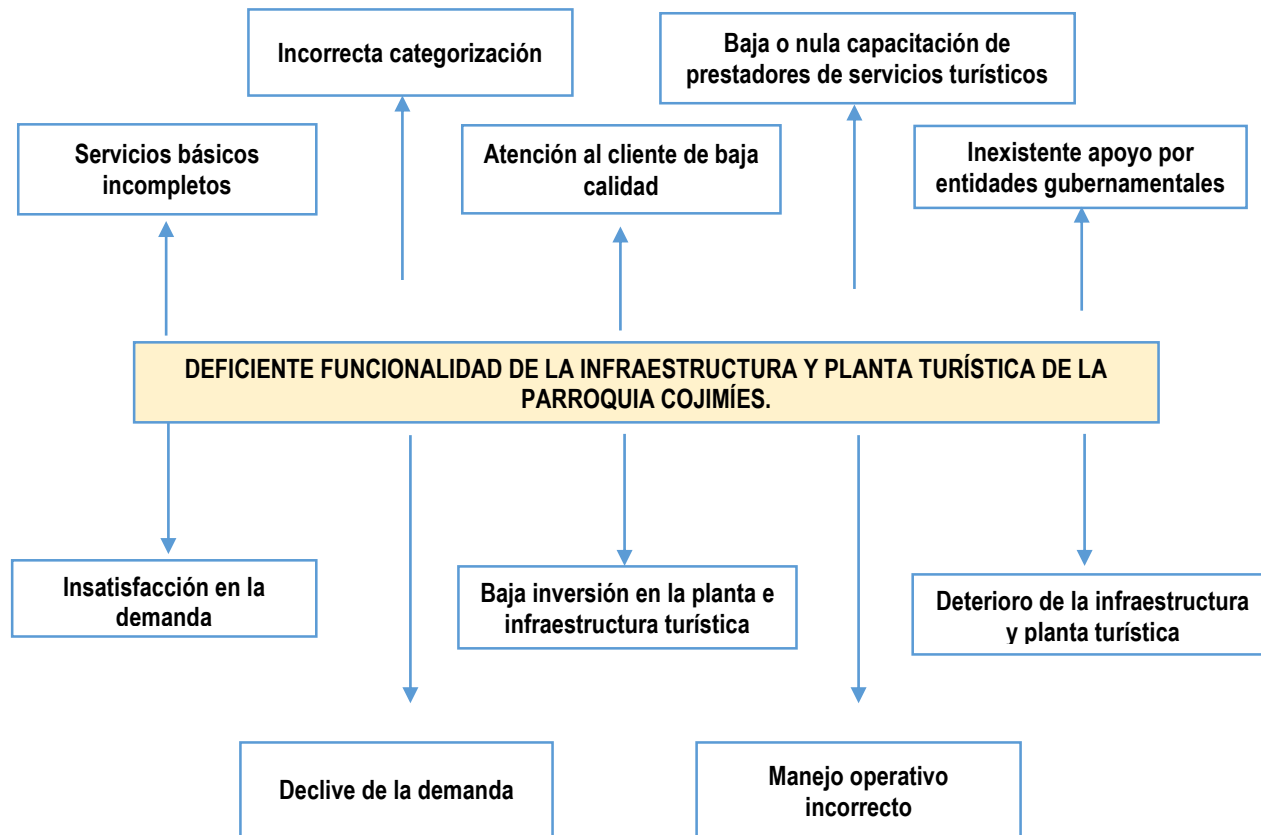 Incorrecta categorización
Baja o nula capacitación de
prestadores de servicios turísticos
Servicios básicos
incompletos
Atención al cliente de baja
calidad
Inexistente apoyo por
entidades gubernamentales
DEFICIENTE FUNCIONALIDAD DE LA INFRAESTRUCTURA Y PLANTA TURÍSTICA DE LA
PARROQUIA COJIMÍES.
Insatisfacción en la
demanda
Baja inversión en la planta e
infraestructura turística
Deterioro de la infraestructura
y planta turística
Declive de la demanda
Manejo operativo
incorrecto